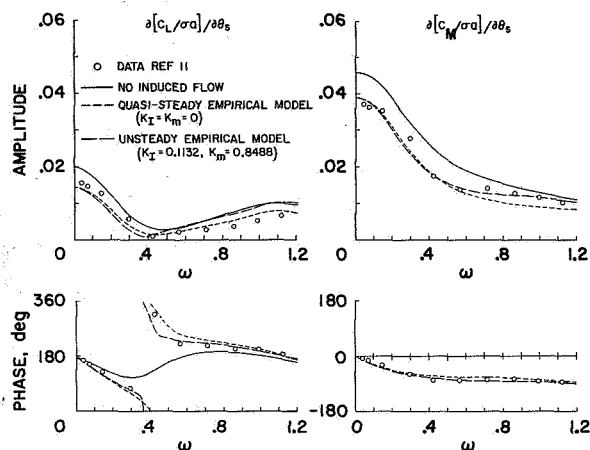 ∂[C_L/σa]/∂θ_s
∂[C_M/σa]/∂θ_s
.06
.04
.02
0
AMPLITUDE
DATA REF 11
NO INDUCED FLOW
QUASI-STEADY EMPIRICAL MODEL
(K_I=K_m=0)
UNSTEADY EMPIRICAL MODEL
(K_I=0.1132, K_m=0.8488)
.4
.8
1.2
ω
.06
.04
.02
0
.4
.8
1.2
ω
360
180
0
PHASE, deg
.4
.8
1.2
ω
180
0
-180
.4
.8
1.2
ω